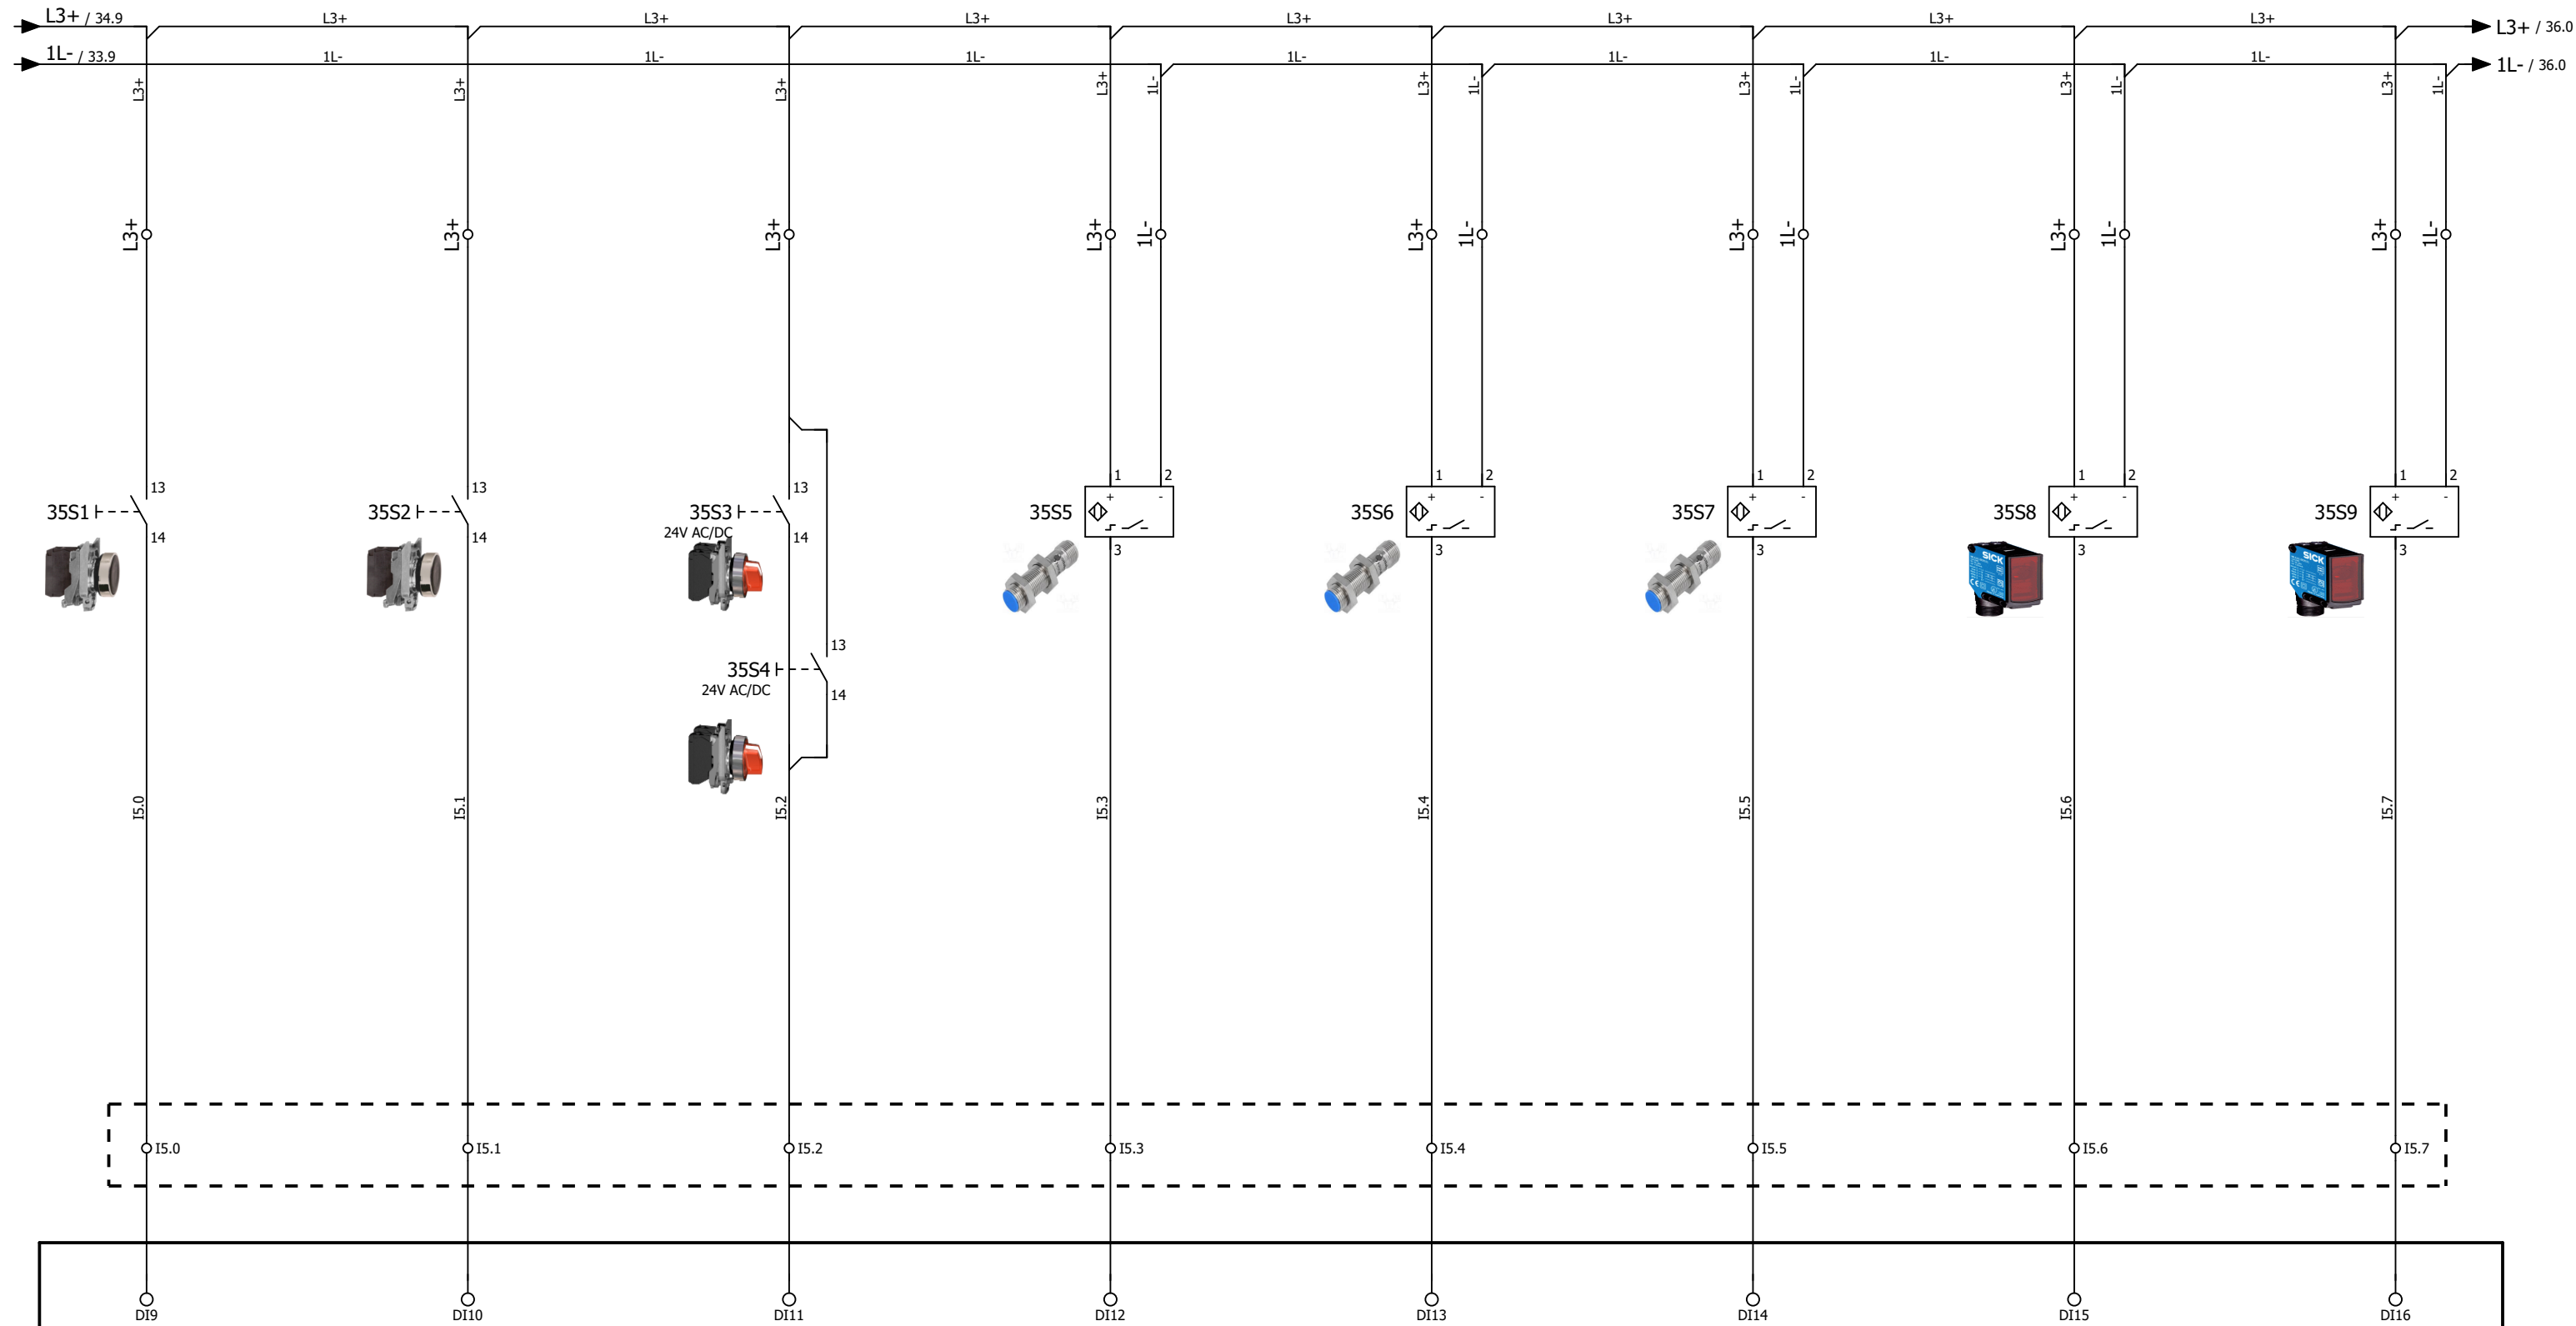 L3+ / 34.9 L3+ L3+ L3+ L3+ L3+ L3+ L3+ L3+ / 36.0
1L- / 33.9 1L- 1L- 1L- 1L- 1L- 1L- 1L- 1L- / 36.0
L3+ L3+ L3+ L3+ 1L- L3+ 1L- L3+ 1L- L3+ 1L- L3+ 1L-
L3+ L3+ L3+ L3+ 1L- L3+ 1L- L3+ 1L- L3+ 1L- L3+ 1L-
1 2 1 2 1 2 1 2 1 2
13 13 13 + - + - + - + - + -
35S1 35S2 35S3 35S5 35S6 35S7 35S8 35S9
24V AC/DC
14 14 14 3 3 3 3 3
SICK SICK
13
35S4
24V AC/DC
14
I5.0 I5.1 I5.2 I5.3 I5.4 I5.5 I5.6 I5.7
I5.0 I5.1 I5.2 I5.3 I5.4 I5.5 I5.6 I5.7
DI9 DI10 DI11 DI12 DI13 DI14 DI15 DI16